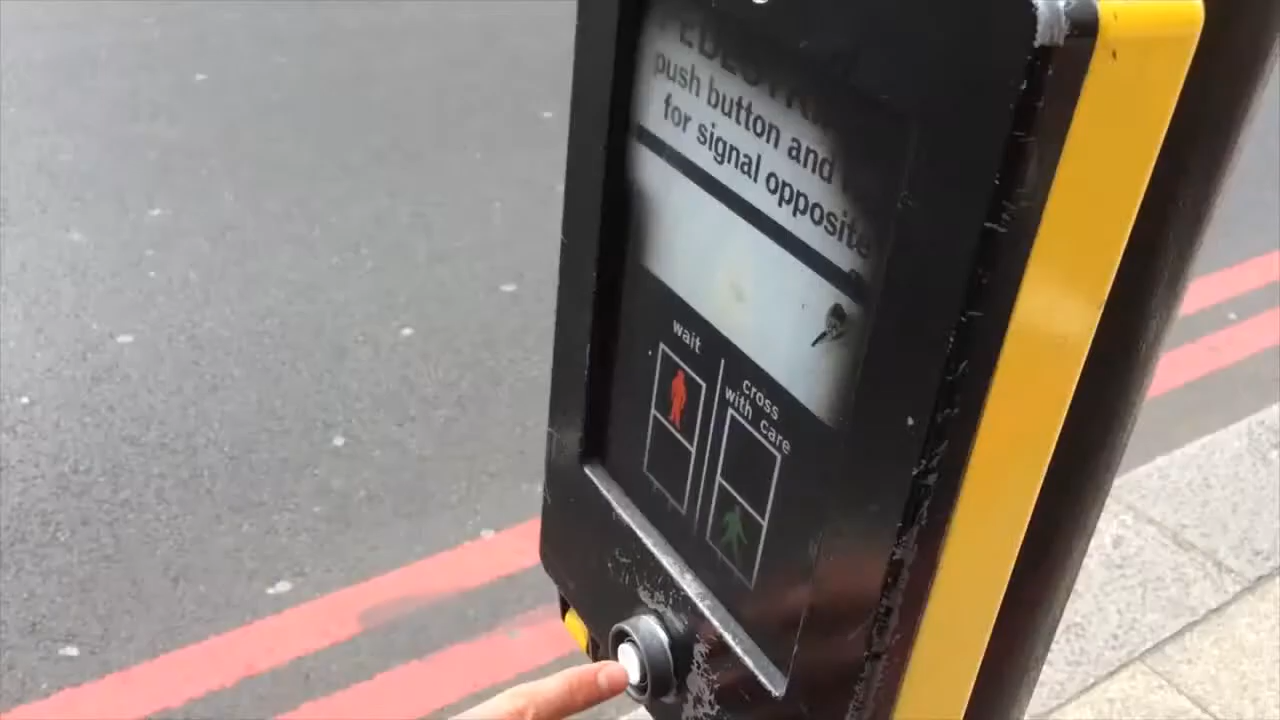 push button and
for signal opposite
wait
cross
with care